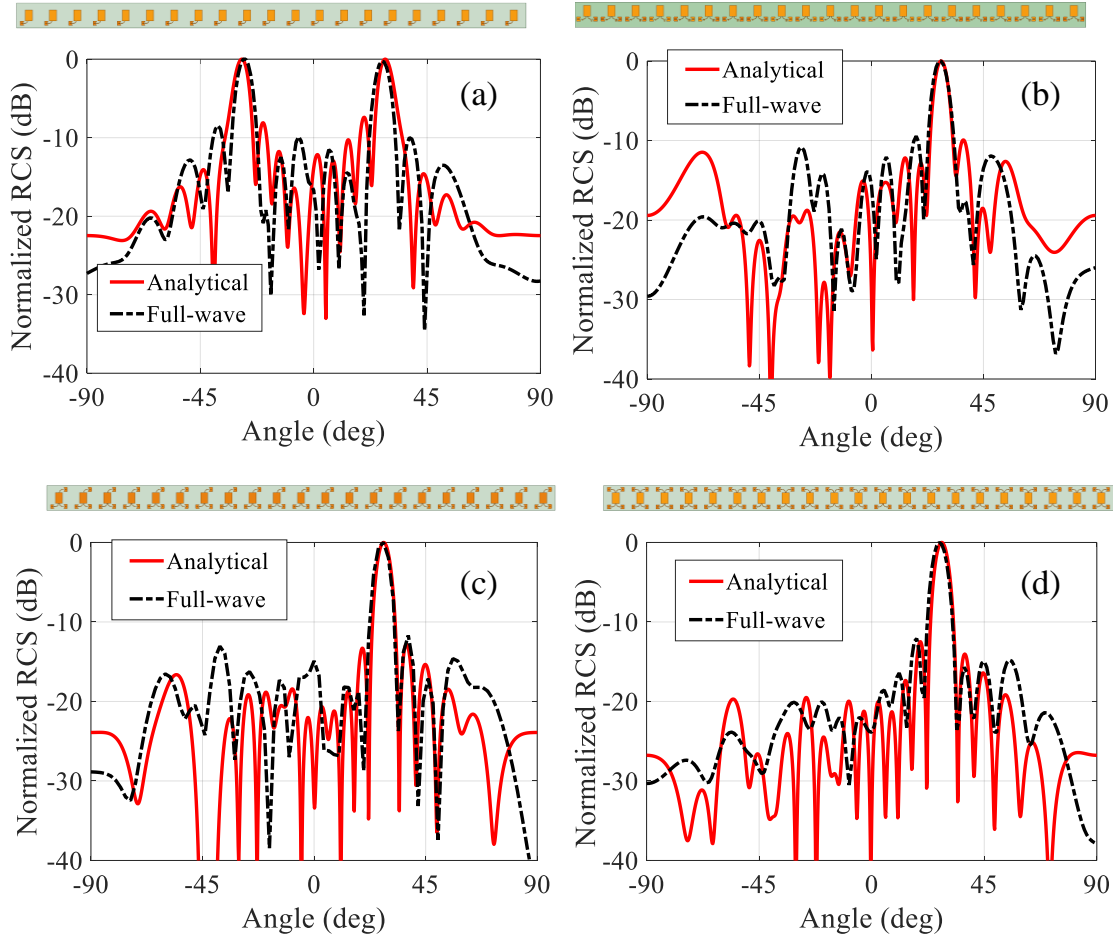 0
-10
-20
-30
-40
Normalized RCS (dB)
(a)
Analytical
Full-wave
-90
-45
0
45
90
Angle (deg)
0
-10
-20
-30
-40
Normalized RCS (dB)
Analytical
Full-wave
(b)
-90
-45
0
45
90
Angle (deg)
0
-10
-20
-30
-40
Normalized RCS (dB)
Analytical
Full-wave
(c)
-90
-45
0
45
90
Angle (deg)
0
-10
-20
-30
-40
Normalized RCS (dB)
Analytical
Full-wave
(d)
-90
-45
0
45
90
Angle (deg)